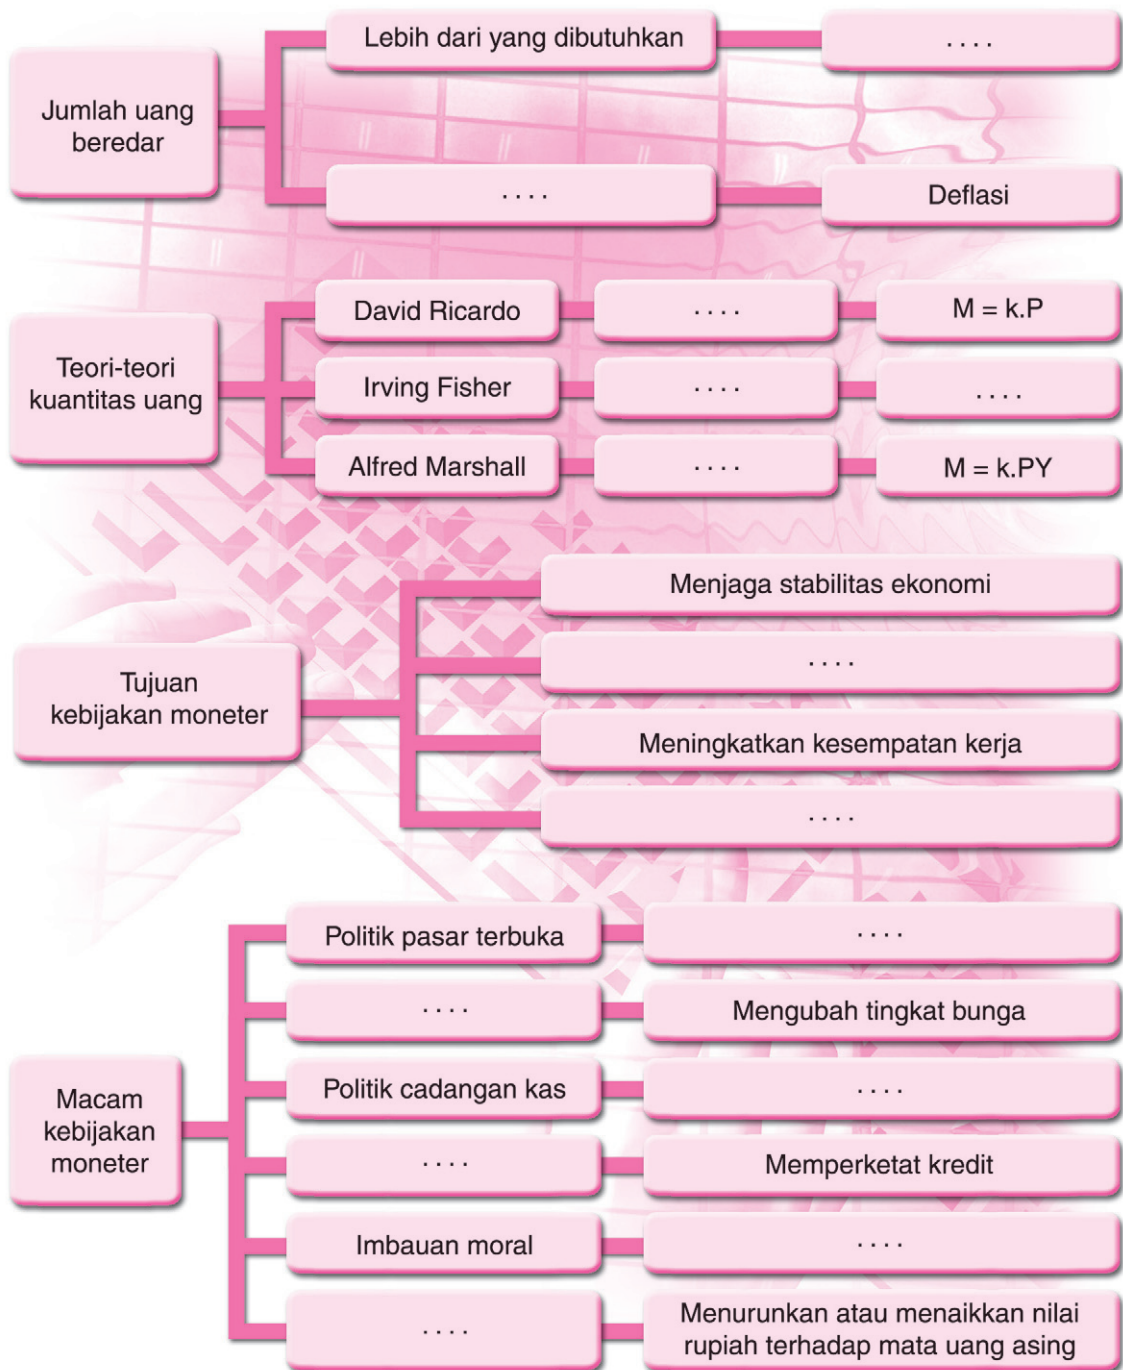 Jumlah uang
beredar
Lebih dari yang dibutuhkan
. . . .
. . . .
Deflasi
Teori-teori
kuantitas uang
David Ricardo
. . . .
M = k.P
Irving Fisher
. . . .
. . . .
Alfred Marshall
. . . .
M = k.PY
Tujuan
kebijakan moneter
Menjaga stabilitas ekonomi
. . . .
Meningkatkan kesempatan kerja
. . . .
Macam
kebijakan
moneter
Politik pasar terbuka
. . . .
. . . .
Mengubah tingkat bunga
Politik cadangan kas
. . . .
. . . .
Memperketat kredit
Imbauan moral
. . . .
. . . .
Menurunkan atau menaikkan nilai
rupiah terhadap mata uang asing